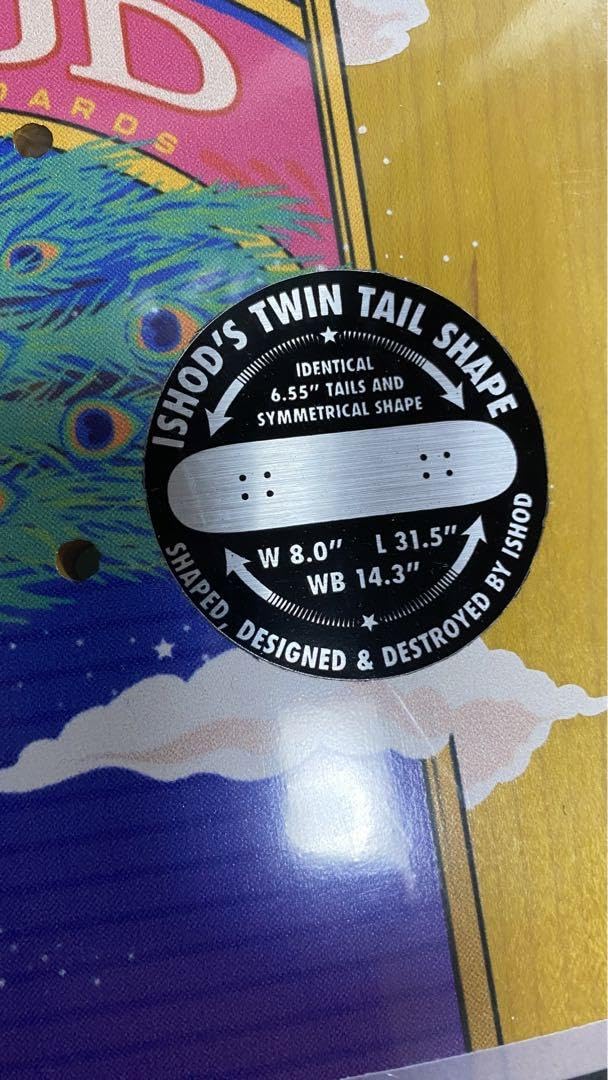 OARDS
ISHOD'S TWIN TAIL SHAPE
IDENTICAL
6.55" TAILS AND
SYMMETRICAL SHAPE
W 8.0" L 31.5"
WB 14.3"
SHAPED, DESIGNED & DESTROYED BY ISHOD